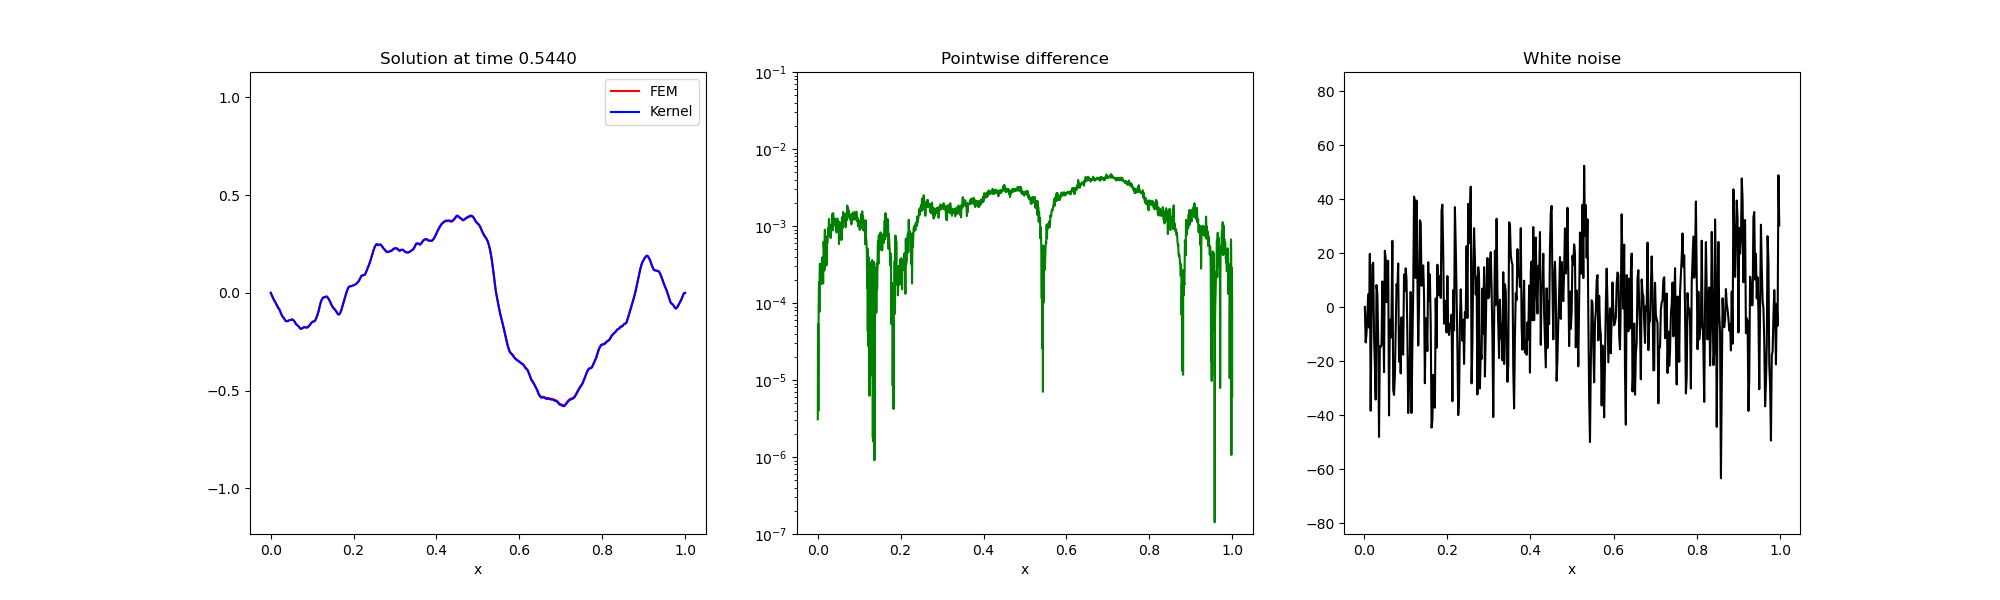 Solution at time 0.5440
1.0
0.5
0.0
−0.5
−1.0
0.0 0.2 0.4 0.6 0.8 1.0
x
FEM
Kernel
Pointwise difference
10⁻¹
10⁻²
10⁻³
10⁻⁴
10⁻⁵
10⁻⁶
10⁻⁷
0.0 0.2 0.4 0.6 0.8 1.0
x
White noise
80
60
40
20
0
−20
−40
−60
−80
0.0 0.2 0.4 0.6 0.8 1.0
x